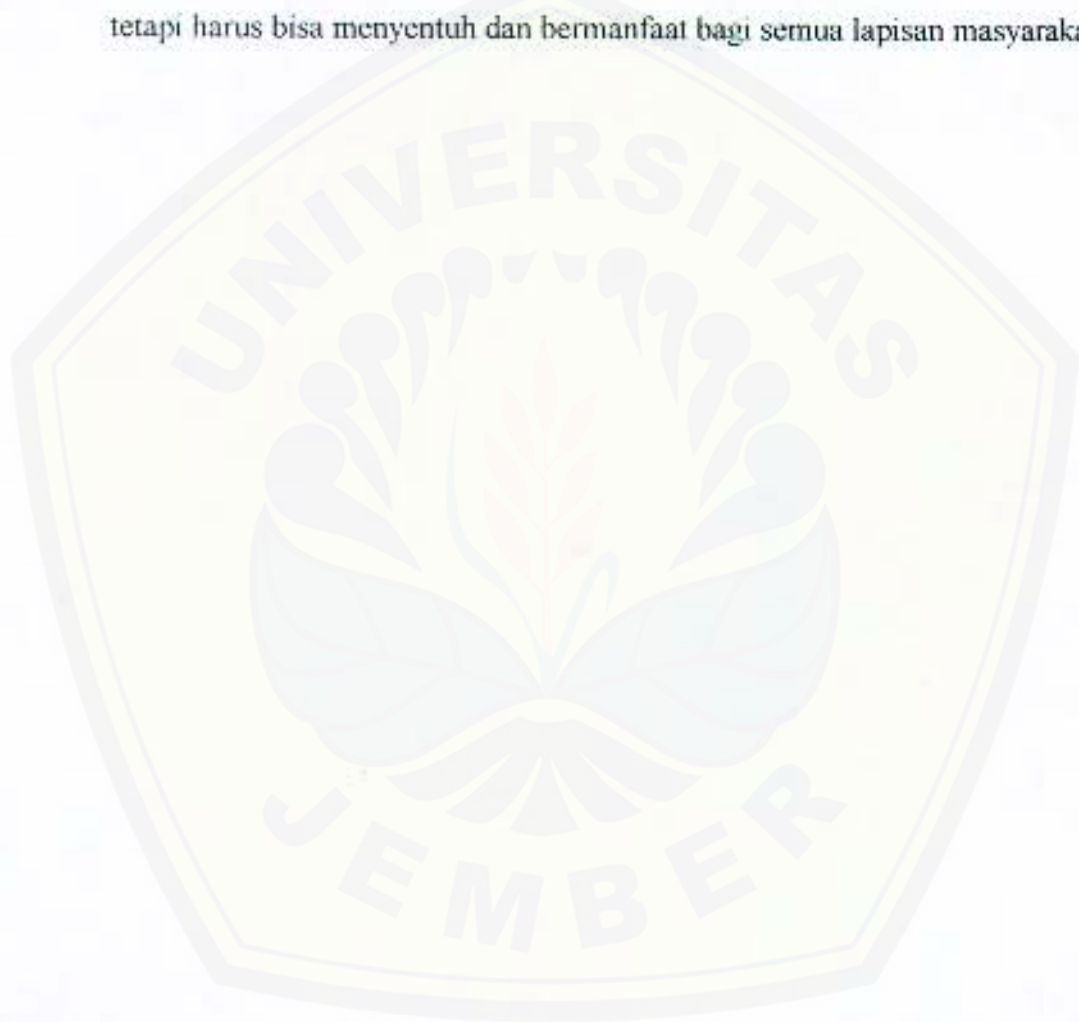 tetapi harus bisa menyentuh dan bermanfaat bagi semua lapisan masyaraka
UNIVERSITAS
JEMBER